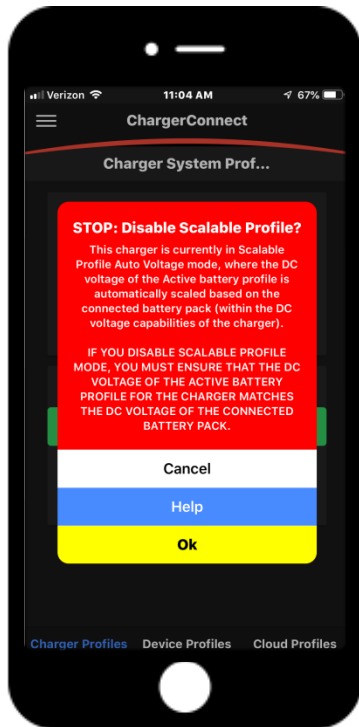 Verizon 11:04 AM 67%
ChargerConnect
Charger System Prof...
STOP: Disable Scalable Profile?
This charger is currently in Scalable
Profile Auto Voltage mode, where the DC
voltage of the Active battery profile is
automatically scaled based on the
connected battery pack (within the DC
voltage capabilities of the charger).
IF YOU DISABLE SCALABLE PROFILE
MODE, YOU MUST ENSURE THAT THE DC
VOLTAGE OF THE ACTIVE BATTERY
PROFILE FOR THE CHARGER MATCHES
THE DC VOLTAGE OF THE CONNECTED
BATTERY PACK.
Cancel
Help
Ok
Charger Profiles Device Profiles Cloud Profiles